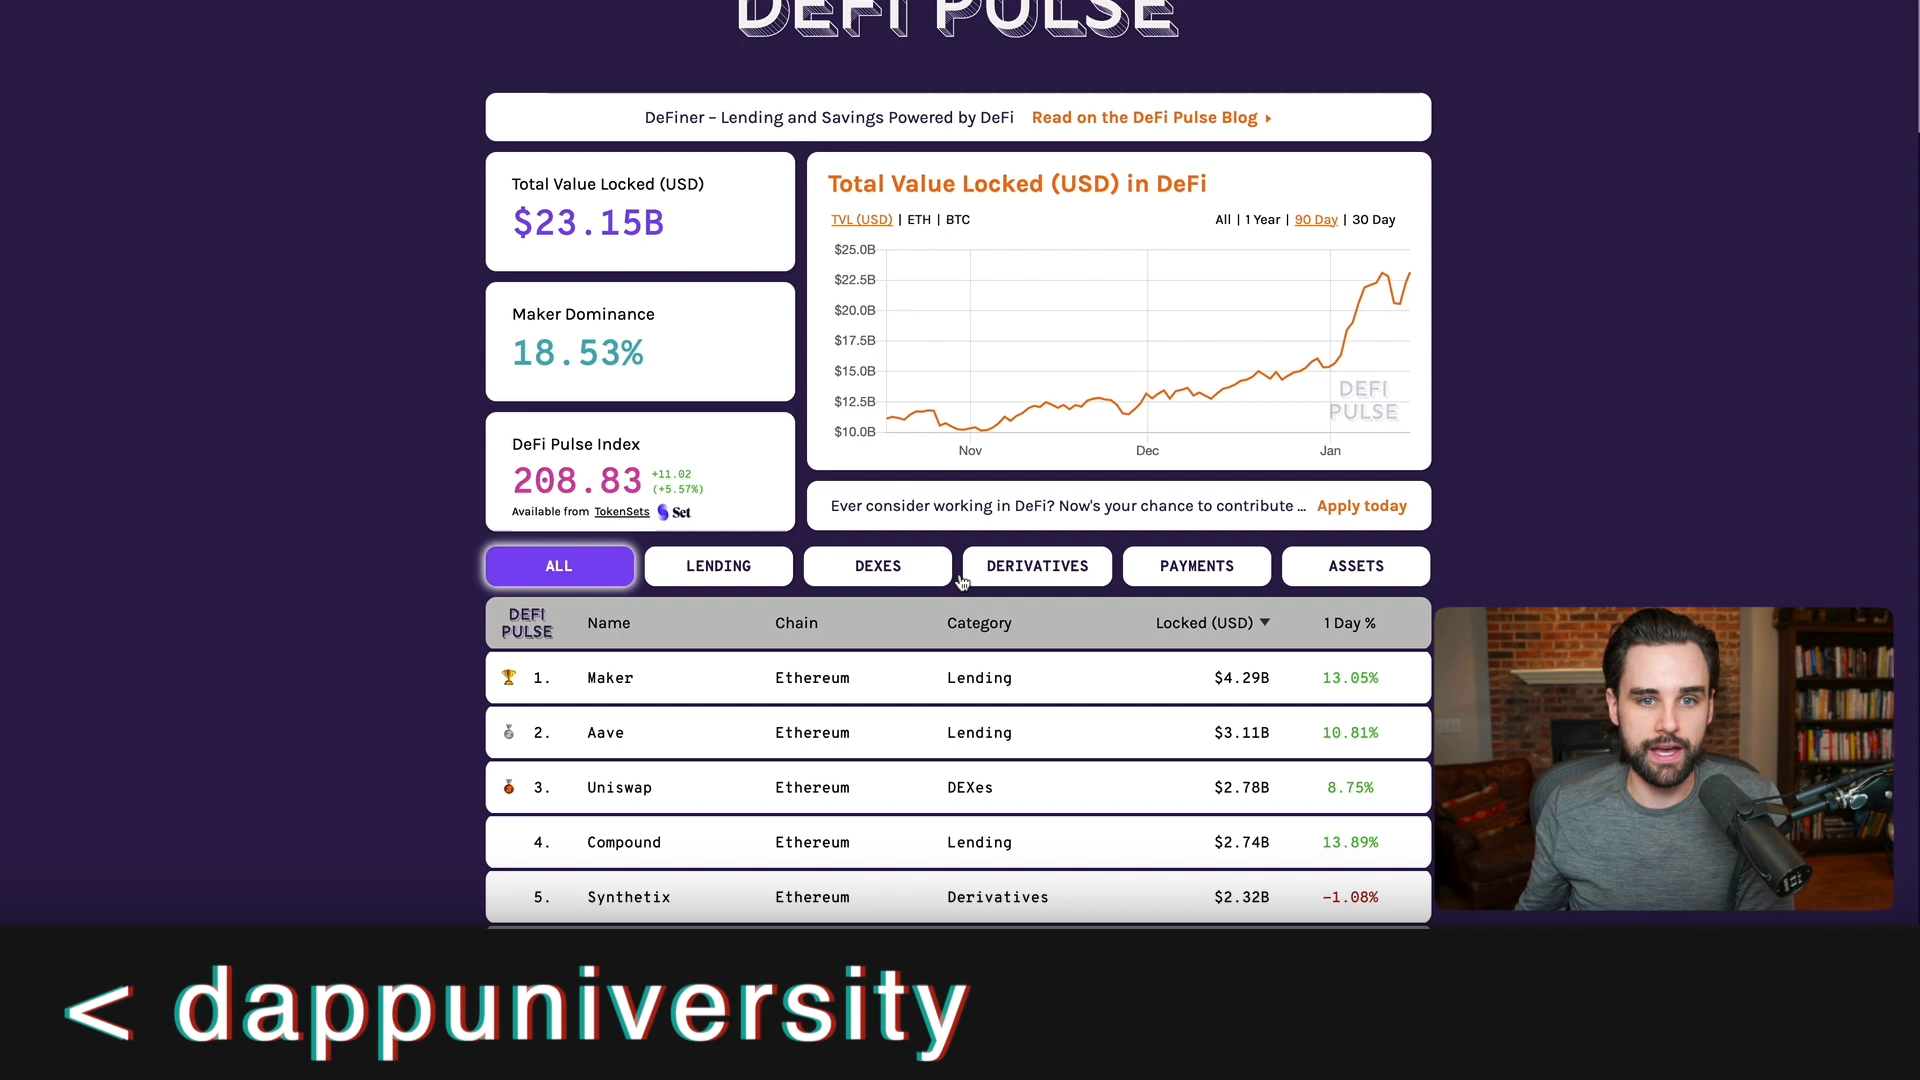 DEFI PULSE
DeFiner – Lending and Savings Powered by DeFi Read on the DeFi Pulse Blog
Total Value Locked (USD)
$23.15B
Maker Dominance
18.53%
DeFi Pulse Index
208.83 +11.02
(+5.57%)
Available from TokenSets Set
Total Value Locked (USD) in DeFi
TVL (USD) | ETH | BTC All | 1 Year | 90 Day | 30 Day
$25.0B
$22.5B
$20.0B
$17.5B
$15.0B
$12.5B
$10.0B
DEFI
PULSE
Nov Dec Jan
Ever consider working in DeFi? Now's your chance to contribute ... Apply today
ALL LENDING DEXES DERIVATIVES PAYMENTS ASSETS
DEFI
PULSE Name Chain Category Locked (USD) 1 Day %
1. Maker Ethereum Lending $4.29B 13.05%
2. Aave Ethereum Lending $3.11B 10.81%
3. Uniswap Ethereum DEXes $2.78B 8.75%
4. Compound Ethereum Lending $2.74B 13.89%
5. Synthetix Ethereum Derivatives $2.32B -1.08%
< dappuniversity